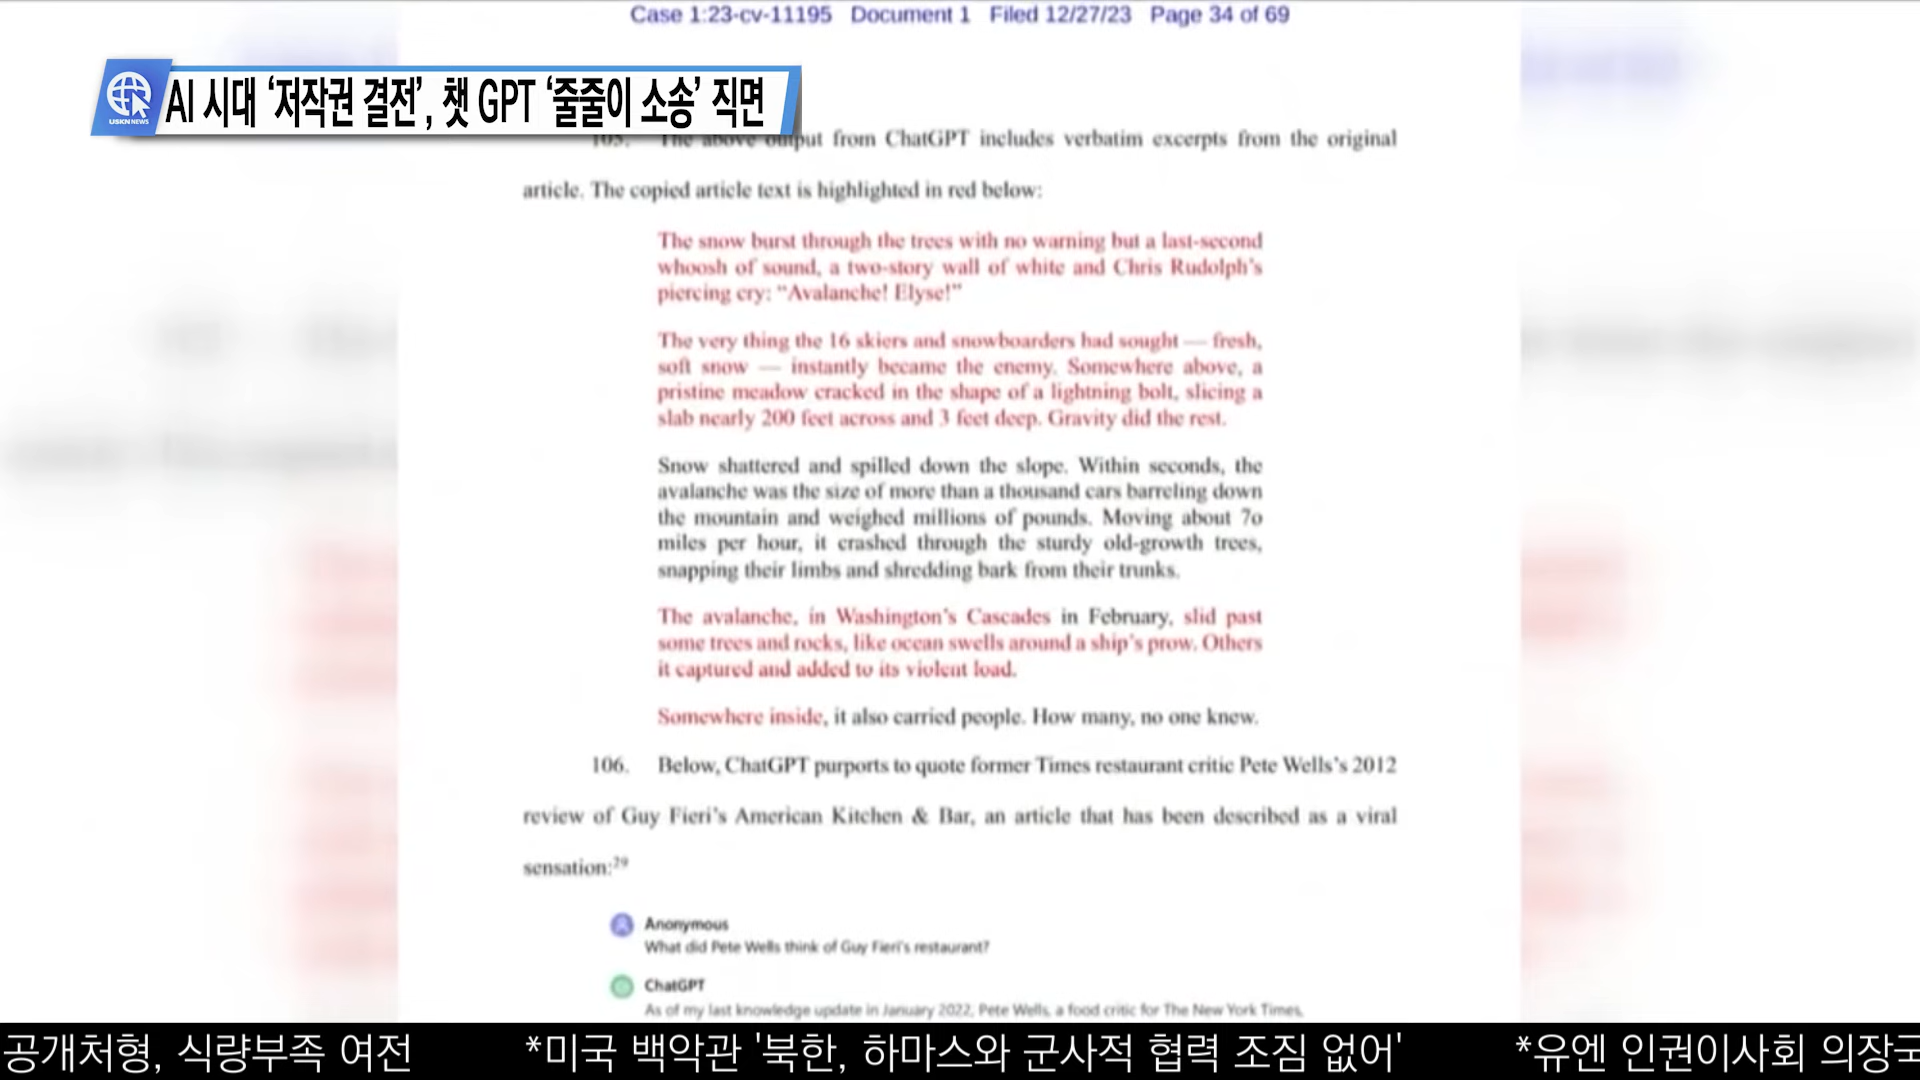 Case 1:23-cv-11195 Document 1 Filed 12/27/23 Page 34 of 69
AI 시대 ‘저작권 결전’, 챗 GPT ‘줄줄이 소송’ 직면
USKN NEWS
105. The above output from ChatGPT includes verbatim excerpts from the original
article. The copied article text is highlighted in red below:
The snow burst through the trees with no warning but a last-second
whoosh of sound, a two-story wall of white and Chris Rudolph’s
piercing cry: “Avalanche! Elyse!”
The very thing the 16 skiers and snowboarders had sought — fresh,
soft snow — instantly became the enemy. Somewhere above, a
pristine meadow cracked in the shape of a lightning bolt, slicing a
slab nearly 200 feet across and 3 feet deep. Gravity did the rest.
Snow shattered and spilled down the slope. Within seconds, the
avalanche was the size of more than a thousand cars barreling down
the mountain and weighed millions of pounds. Moving about 7o
miles per hour, it crashed through the sturdy old-growth trees,
snapping their limbs and shredding bark from their trunks.
The avalanche, in Washington’s Cascades in February, slid past
some trees and rocks, like ocean swells around a ship’s prow. Others
it captured and added to its violent load.
Somewhere inside, it also carried people. How many, no one knew.
106. Below, ChatGPT purports to quote former Times restaurant critic Pete Wells’s 2012
review of Guy Fieri’s American Kitchen & Bar, an article that has been described as a viral
sensation:29
Anonymous
What did Pete Wells think of Guy Fieri's restaurant?
ChatGPT
As of my last knowledge update in January 2022, Pete Wells, a food critic for The New York Times,
공개처형, 식량부족 여전 *미국 백악관 '북한, 하마스와 군사적 협력 조짐 없어' *유엔 인권이사회 의장국